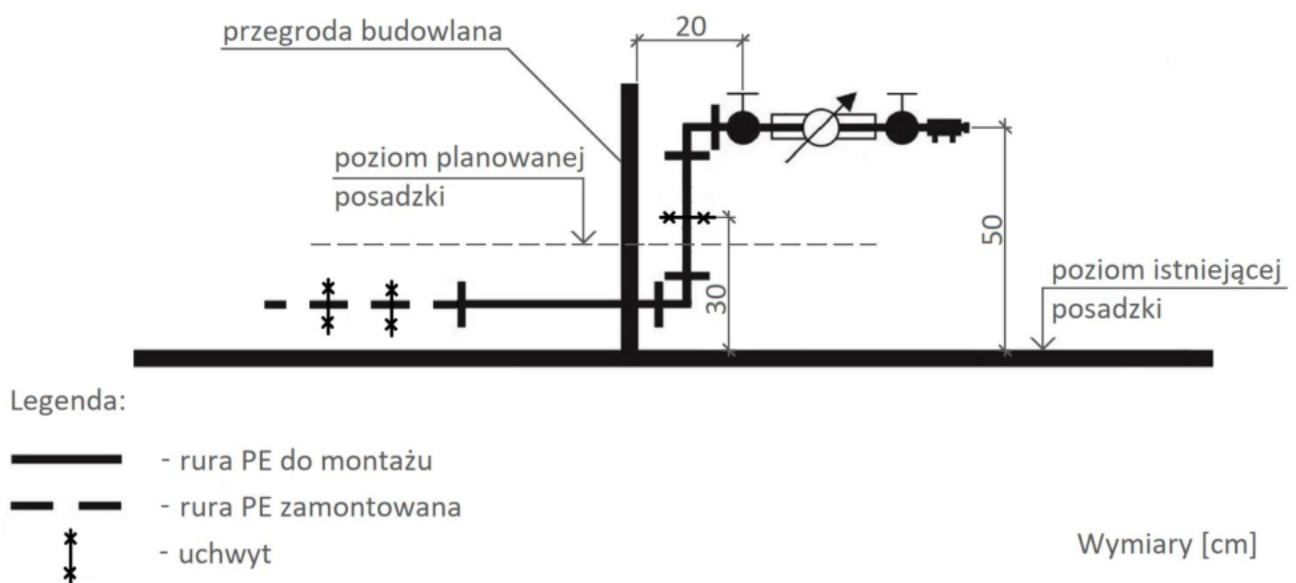 przegroda budowlana
20
poziom planowanej
posadzki
50
30
poziom istniejącej
posadzki
Legenda:
- rura PE do montażu
- rura PE zamontowana
- uchwyt
Wymiary [cm]